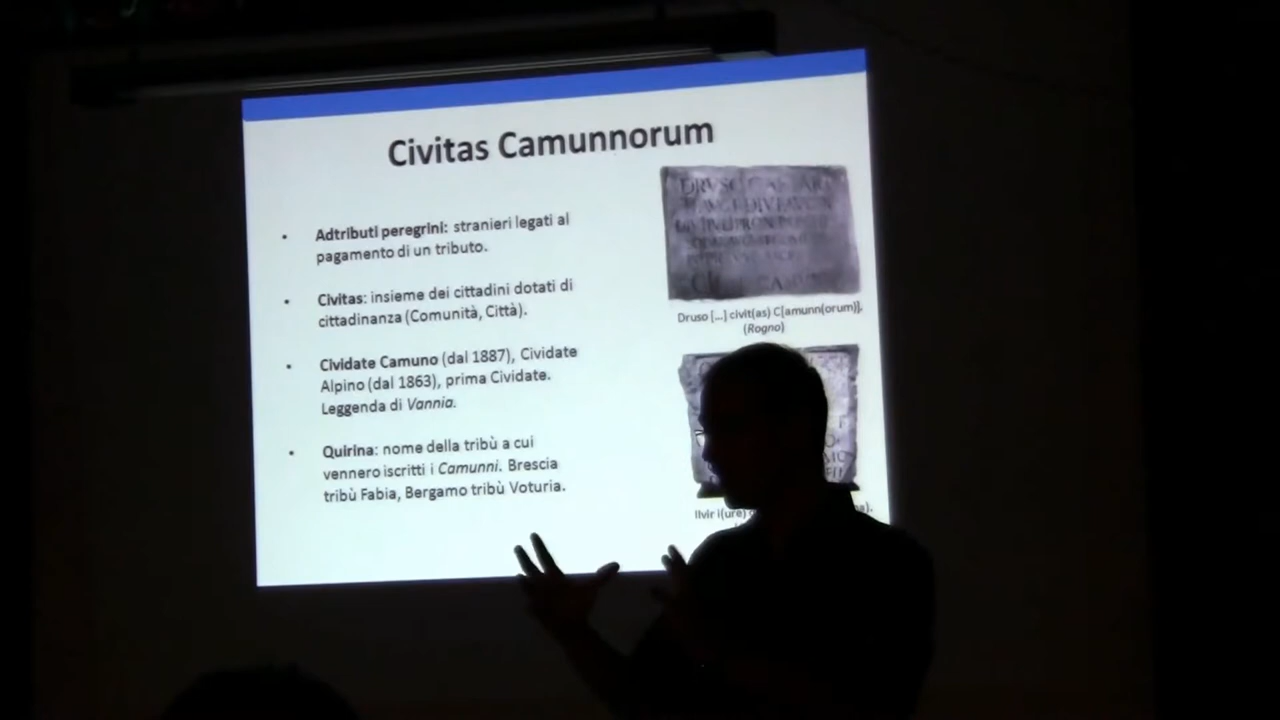 Civitas Camunnorum
• Adtributi peregrini: stranieri legati al
pagamento di un tributo.
• Civitas: insieme dei cittadini dotati di
cittadinanza (Comunità, Città).
• Cividate Camuno (dal 1887), Cividate
Alpino (dal 1863), prima Cividate.
Leggenda di Vannia.
• Quirina: nome della tribù a cui
vennero iscritti i Camunni. Brescia
tribù Fabia, Bergamo tribù Voturia.
Druso [...] civit(as) C[amunn(orum)].
(Rogno)
IIvir i(ure)